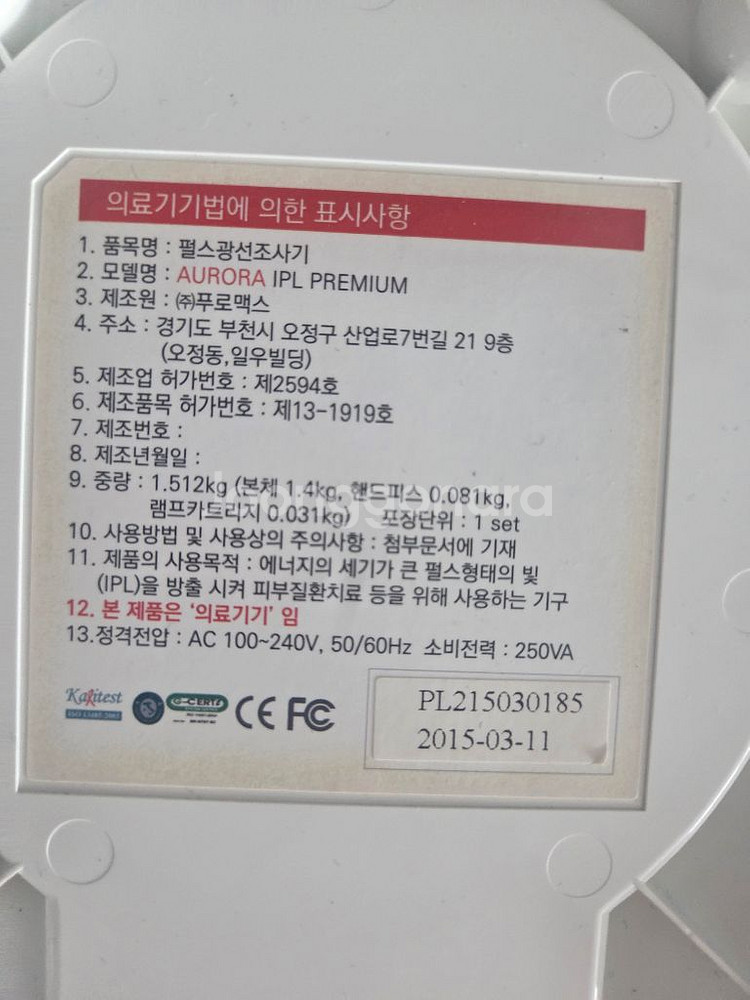 의료기기법에 의한 표시사항
1. 품목명 : 펄스광선조사기
2. 모델명 : AURORA IPL PREMIUM
3. 제조원 : ㈜푸로맥스
4. 주소 : 경기도 부천시 오정구 산업로7번길 21 9층
(오정동,일우빌딩)
5. 제조업 허가번호 : 제2594호
6. 제조품목 허가번호 : 제13-1919호
7. 제조번호 :
8. 제조년월일 :
9. 중량 : 1.512kg (본체 1.4kg, 핸드피스 0.081kg,
램프카트리지 0.031kg) 포장단위 : 1 set
10. 사용방법 및 사용상의 주의사항 : 첨부문서에 기재
11. 제품의 사용목적 : 에너지의 세기가 큰 펄스형태의 빛
(IPL)을 방출 시켜 피부질환치료 등을 위해 사용하는 기구
12. 본 제품은 '의료기기' 임
13.정격전압 : AC 100~240V, 50/60Hz 소비전력 : 250VA
Kaitest
G-CERTI
CE FC
PL215030185
2015-03-11